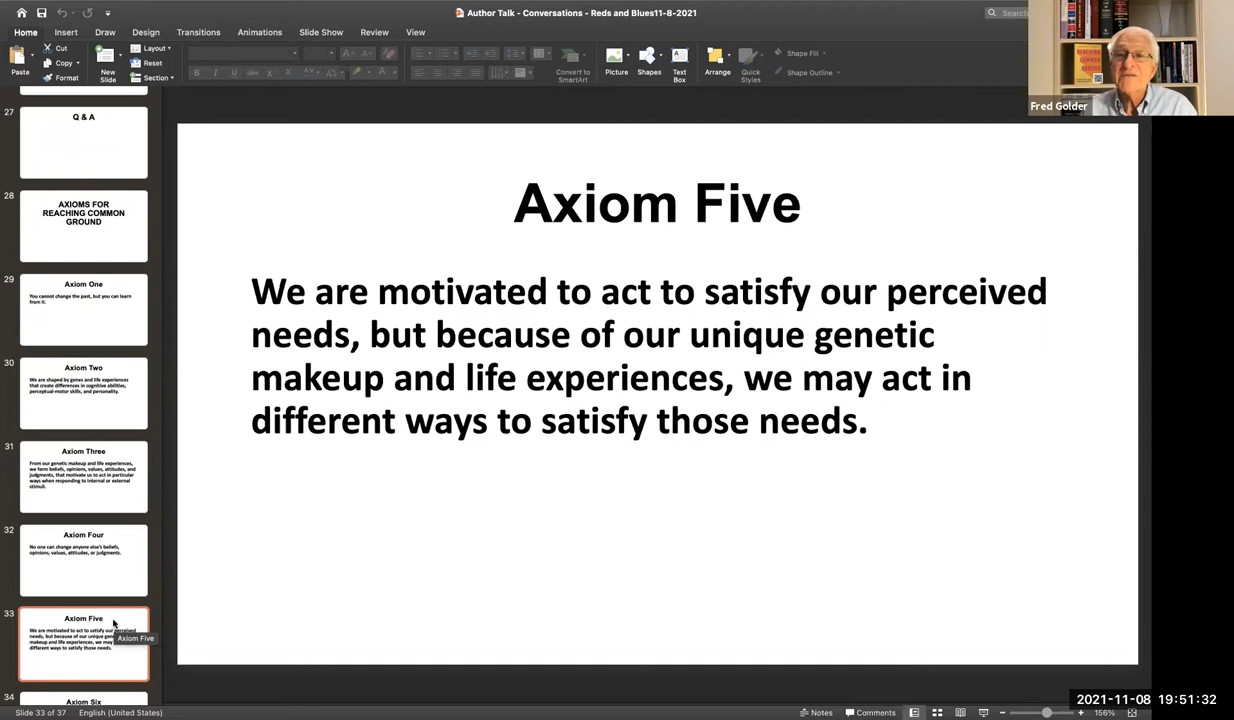 Author Talk - Conversations - Reds and Blues11-8-2021
Search
Home Insert Draw Design Transitions Animations Slide Show Review View
Paste
Cut
Copy
Format
New
Slide
Layout
Reset
Section
B I U
Convert to
SmartArt
Picture
Shapes
Text
Box
Arrange
Quick
Styles
Shape Fill
Shape Outline
REACHING
COMMON
GROUND
Fred Golder
27
Q & A
28
AXIOMS FOR
REACHING COMMON
GROUND
29
Axiom One
You cannot change the past, but you can learn
from it.
30
Axiom Two
We are shaped by genes and life experiences
that create differences in cognitive abilities,
perceptual-motor skills, and personality.
31
Axiom Three
From our genetic makeup and life experiences,
we form beliefs, opinions, values, attitudes, and
judgments, that motivate us to act in particular
ways when responding to internal or external
stimuli.
32
Axiom Four
No one can change anyone else's beliefs,
opinions, values, attitudes, or judgments.
33
Axiom Five
We are motivated to act to satisfy our perceived
needs, but because of our unique
makeup and life experiences, we may
different ways to satisfy those needs.
Axiom Five
34
Axiom Six
Axiom Five
We are motivated to act to satisfy our perceived
needs, but because of our unique genetic
makeup and life experiences, we may act in
different ways to satisfy those needs.
2021-11-08 19:51:32
Slide 33 of 37 English (United States)
Notes Comments 156%